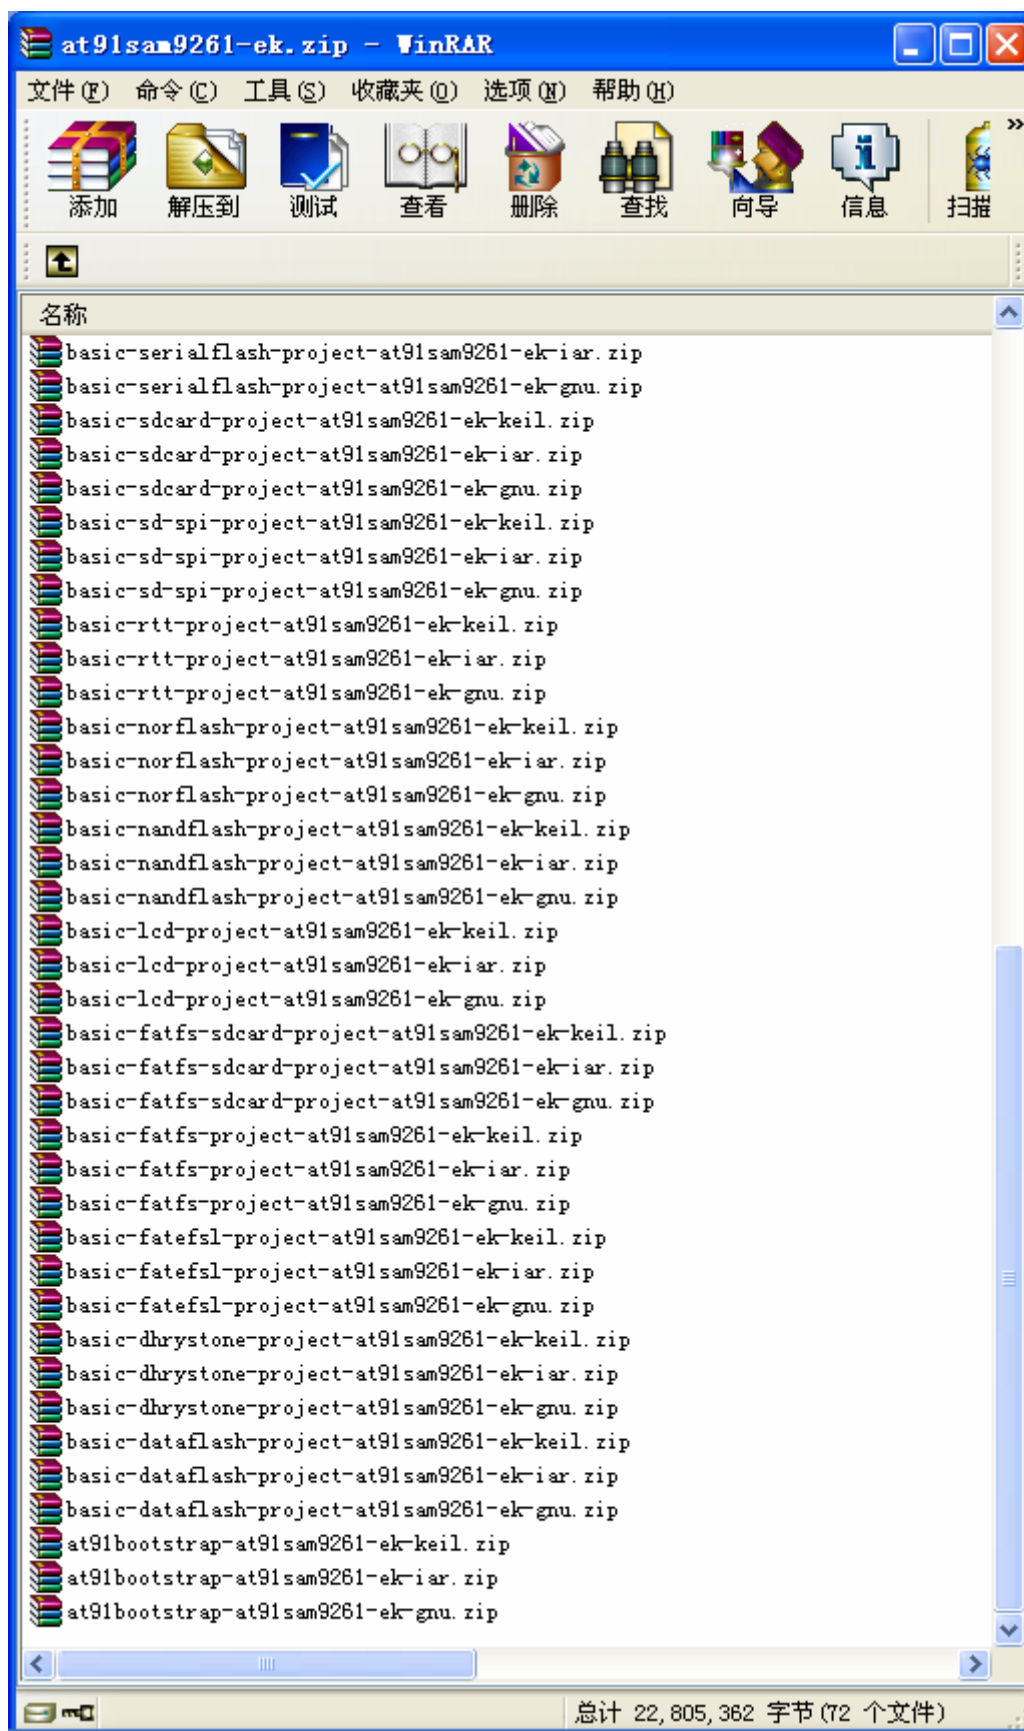 at91sam9261-ek.zip - WinRAR
文件(F) 命令(C) 工具(S) 收藏夹(O) 选项(N) 帮助(H)
添加 解压到 测试 查看 删除 查找 向导 信息 扫描 »
名称
basic-serialflash-project-at91sam9261-ek-iar.zip
basic-serialflash-project-at91sam9261-ek-gnu.zip
basic-sdcard-project-at91sam9261-ek-keil.zip
basic-sdcard-project-at91sam9261-ek-iar.zip
basic-sdcard-project-at91sam9261-ek-gnu.zip
basic-sd-spi-project-at91sam9261-ek-keil.zip
basic-sd-spi-project-at91sam9261-ek-iar.zip
basic-sd-spi-project-at91sam9261-ek-gnu.zip
basic-rtt-project-at91sam9261-ek-keil.zip
basic-rtt-project-at91sam9261-ek-iar.zip
basic-rtt-project-at91sam9261-ek-gnu.zip
basic-norflash-project-at91sam9261-ek-keil.zip
basic-norflash-project-at91sam9261-ek-iar.zip
basic-norflash-project-at91sam9261-ek-gnu.zip
basic-nandflash-project-at91sam9261-ek-keil.zip
basic-nandflash-project-at91sam9261-ek-iar.zip
basic-nandflash-project-at91sam9261-ek-gnu.zip
basic-lcd-project-at91sam9261-ek-keil.zip
basic-lcd-project-at91sam9261-ek-iar.zip
basic-lcd-project-at91sam9261-ek-gnu.zip
basic-fatfs-sdcard-project-at91sam9261-ek-keil.zip
basic-fatfs-sdcard-project-at91sam9261-ek-iar.zip
basic-fatfs-sdcard-project-at91sam9261-ek-gnu.zip
basic-fatfs-project-at91sam9261-ek-keil.zip
basic-fatfs-project-at91sam9261-ek-iar.zip
basic-fatfs-project-at91sam9261-ek-gnu.zip
basic-fatefsl-project-at91sam9261-ek-keil.zip
basic-fatefsl-project-at91sam9261-ek-iar.zip
basic-fatefsl-project-at91sam9261-ek-gnu.zip
basic-dhrystone-project-at91sam9261-ek-keil.zip
basic-dhrystone-project-at91sam9261-ek-iar.zip
basic-dhrystone-project-at91sam9261-ek-gnu.zip
basic-dataflash-project-at91sam9261-ek-keil.zip
basic-dataflash-project-at91sam9261-ek-iar.zip
basic-dataflash-project-at91sam9261-ek-gnu.zip
at91bootstrap-at91sam9261-ek-keil.zip
at91bootstrap-at91sam9261-ek-iar.zip
at91bootstrap-at91sam9261-ek-gnu.zip
总计 22,805,362 字节(72 个文件)